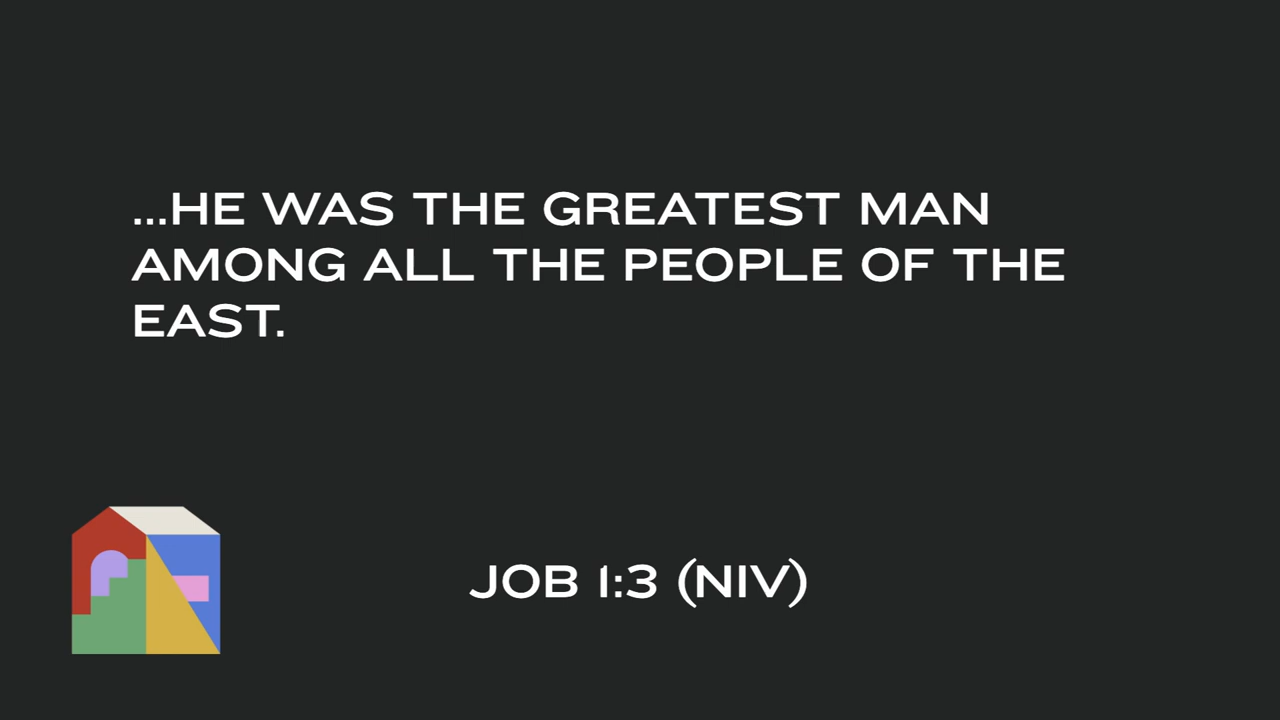 ...HE WAS THE GREATEST MAN
AMONG ALL THE PEOPLE OF THE
EAST.
JOB 1:3 (NIV)